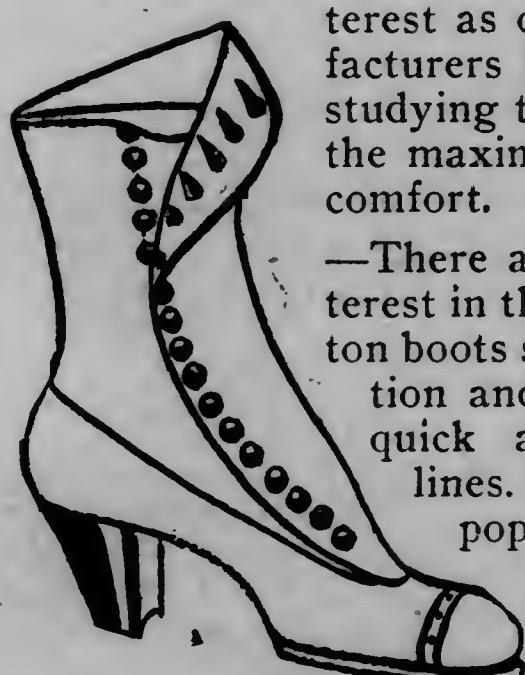 terest as
facturers
studying
the maxim
comfort.
—There a
terest in th
ton boots s
tion and
quick a
lines.
pop